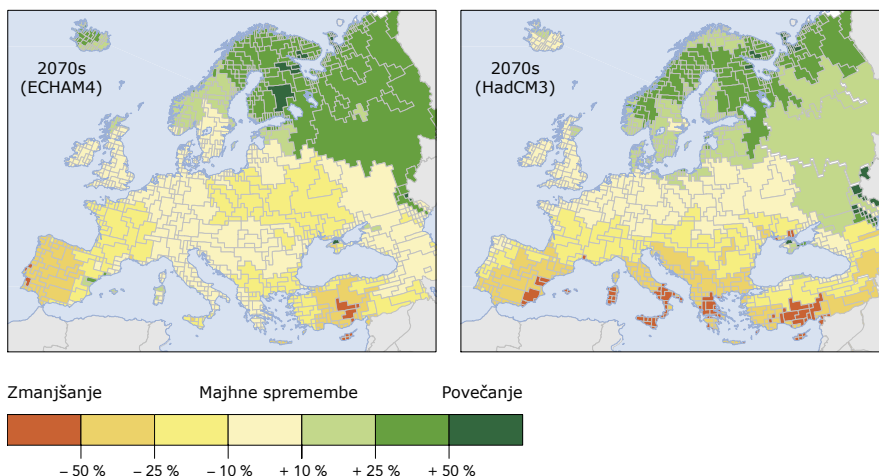 2070s
(ECHAM4)
2070s
(HadCM3)
Zmanjšanje Majhne spremembe Povečanje
– 50 % – 25 % – 10 % + 10 % + 25 % + 50 %